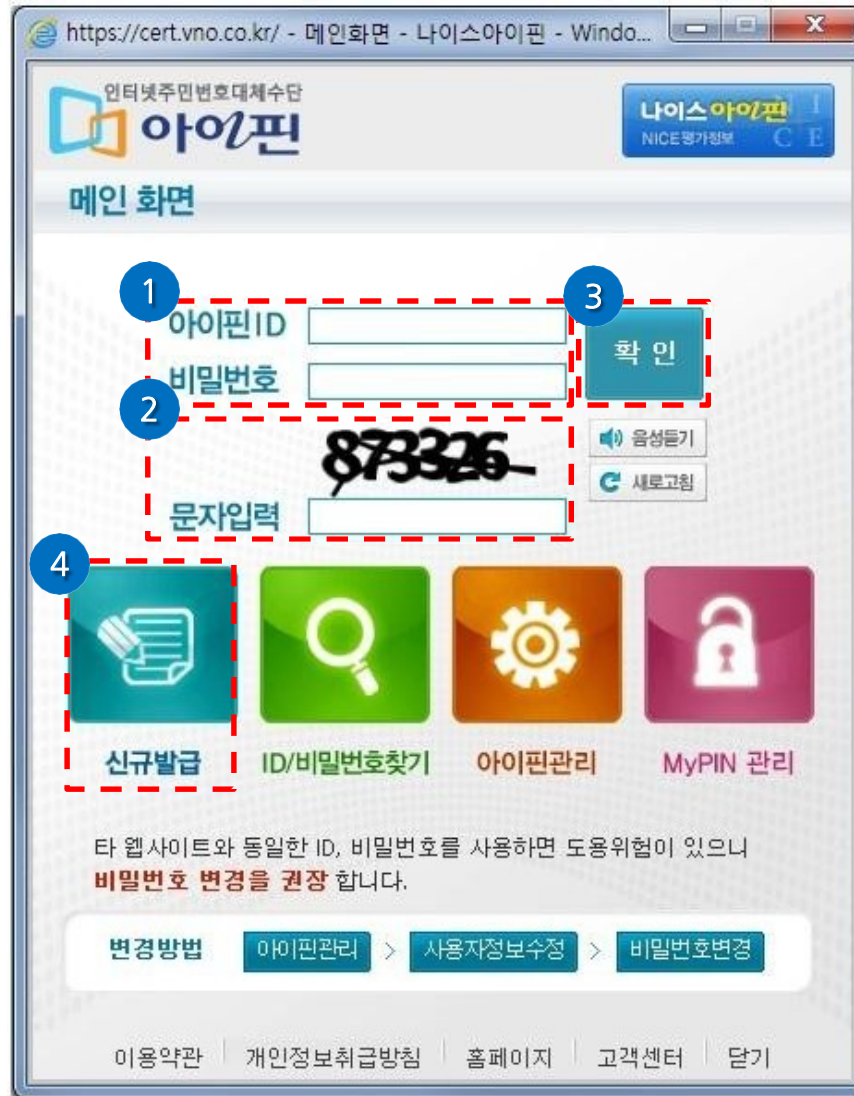 https://cert.vno.co.kr/ - 메인화면 - 나이스아이핀 - Windo...
인터넷주민번호대체수단
아이핀
나이스아이핀
NICE평가정보
NICE
메인 화면
1
아이핀ID
비밀번호
3
확 인
2
873326
음성듣기
새로고침
문자입력
4
신규발급
ID/비밀번호찾기
아이핀관리
MyPIN 관리
타 웹사이트와 동일한 ID, 비밀번호를 사용하면 도용위험이 있으니
비밀번호 변경을 권장 합니다.
변경방법 아이핀관리 > 사용자정보수정 > 비밀번호변경
이용약관 개인정보취급방침 홈페이지 고객센터 닫기